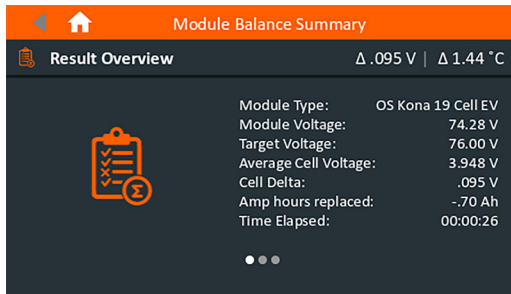 Module Balance Summary
Result Overview Δ .095 V | Δ 1.44 °C
Module Type: OS Kona 19 Cell EV
Module Voltage: 74.28 V
Target Voltage: 76.00 V
Average Cell Voltage: 3.948 V
Cell Delta: .095 V
Amp hours replaced: -.70 Ah
Time Elapsed: 00:00:26